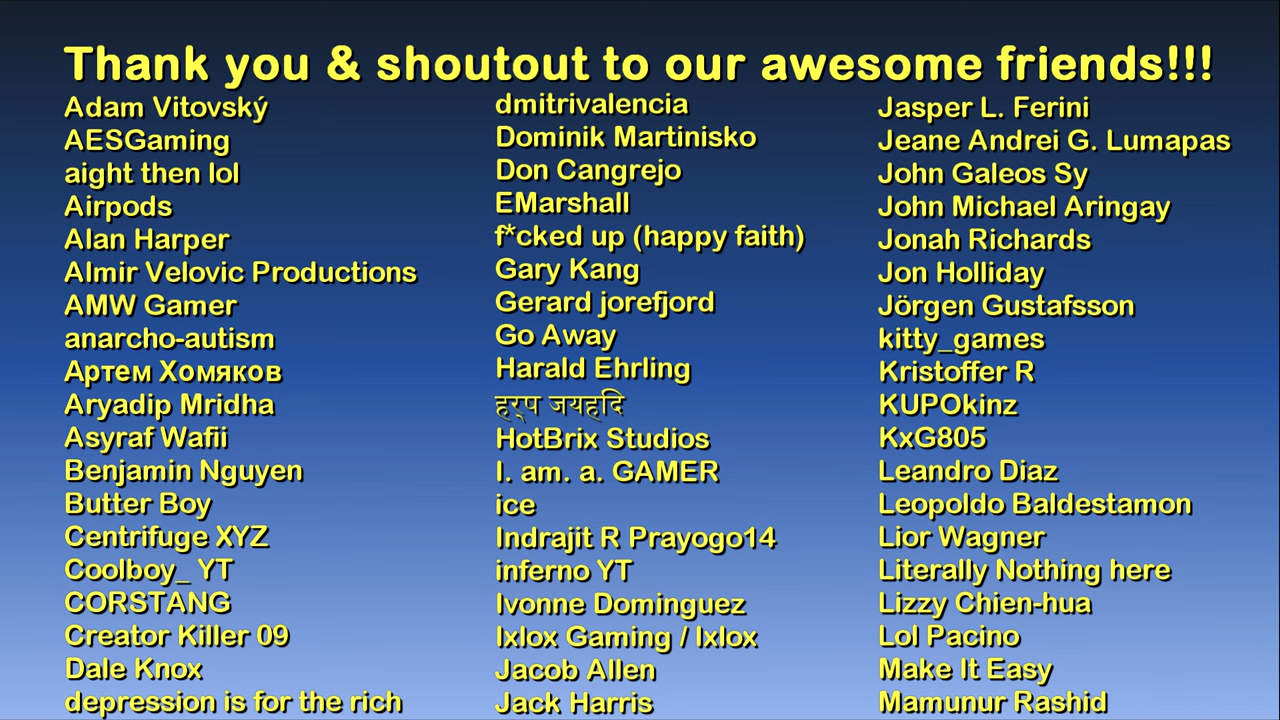 Thank you & shoutout to our awesome friends!!!
Adam Vitovský
AESGaming
aight then lol
Airpods
Alan Harper
Almir Velovic Productions
AMW Gamer
anarcho-autism
Артем Хомяков
Aryadip Mridha
Asyraf Wafii
Benjamin Nguyen
Butter Boy
Centrifuge XYZ
Coolboy_ YT
CORSTANG
Creator Killer 09
Dale Knox
depression is for the rich
dmitrivalencia
Dominik Martinisko
Don Cangrejo
EMarshall
f*cked up (happy faith)
Gary Kang
Gerard jorefjord
Go Away
Harald Ehrling
हर्ष जयहिद
HotBrix Studios
I. am. a. GAMER
ice
Indrajit R Prayogo14
inferno YT
Ivonne Dominguez
Ixlox Gaming / Ixlox
Jacob Allen
Jack Harris
Jasper L. Ferini
Jeane Andrei G. Lumapas
John Galeos Sy
John Michael Aringay
Jonah Richards
Jon Holliday
Jörgen Gustafsson
kitty_games
Kristoffer R
KUPOkinz
KxG805
Leandro Diaz
Leopoldo Baldestamon
Lior Wagner
Literally Nothing here
Lizzy Chien-hua
Lol Pacino
Make It Easy
Mamunur Rashid